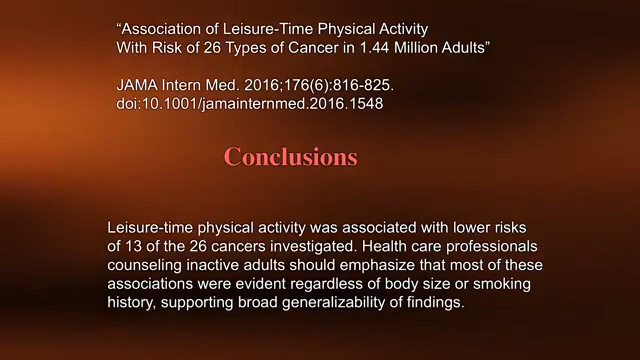 “Association of Leisure-Time Physical Activity
With Risk of 26 Types of Cancer in 1.44 Million Adults”
JAMA Intern Med. 2016;176(6):816-825.
doi:10.1001/jamainternmed.2016.1548
Conclusions
Leisure-time physical activity was associated with lower risks
of 13 of the 26 cancers investigated. Health care professionals
counseling inactive adults should emphasize that most of these
associations were evident regardless of body size or smoking
history, supporting broad generalizability of findings.